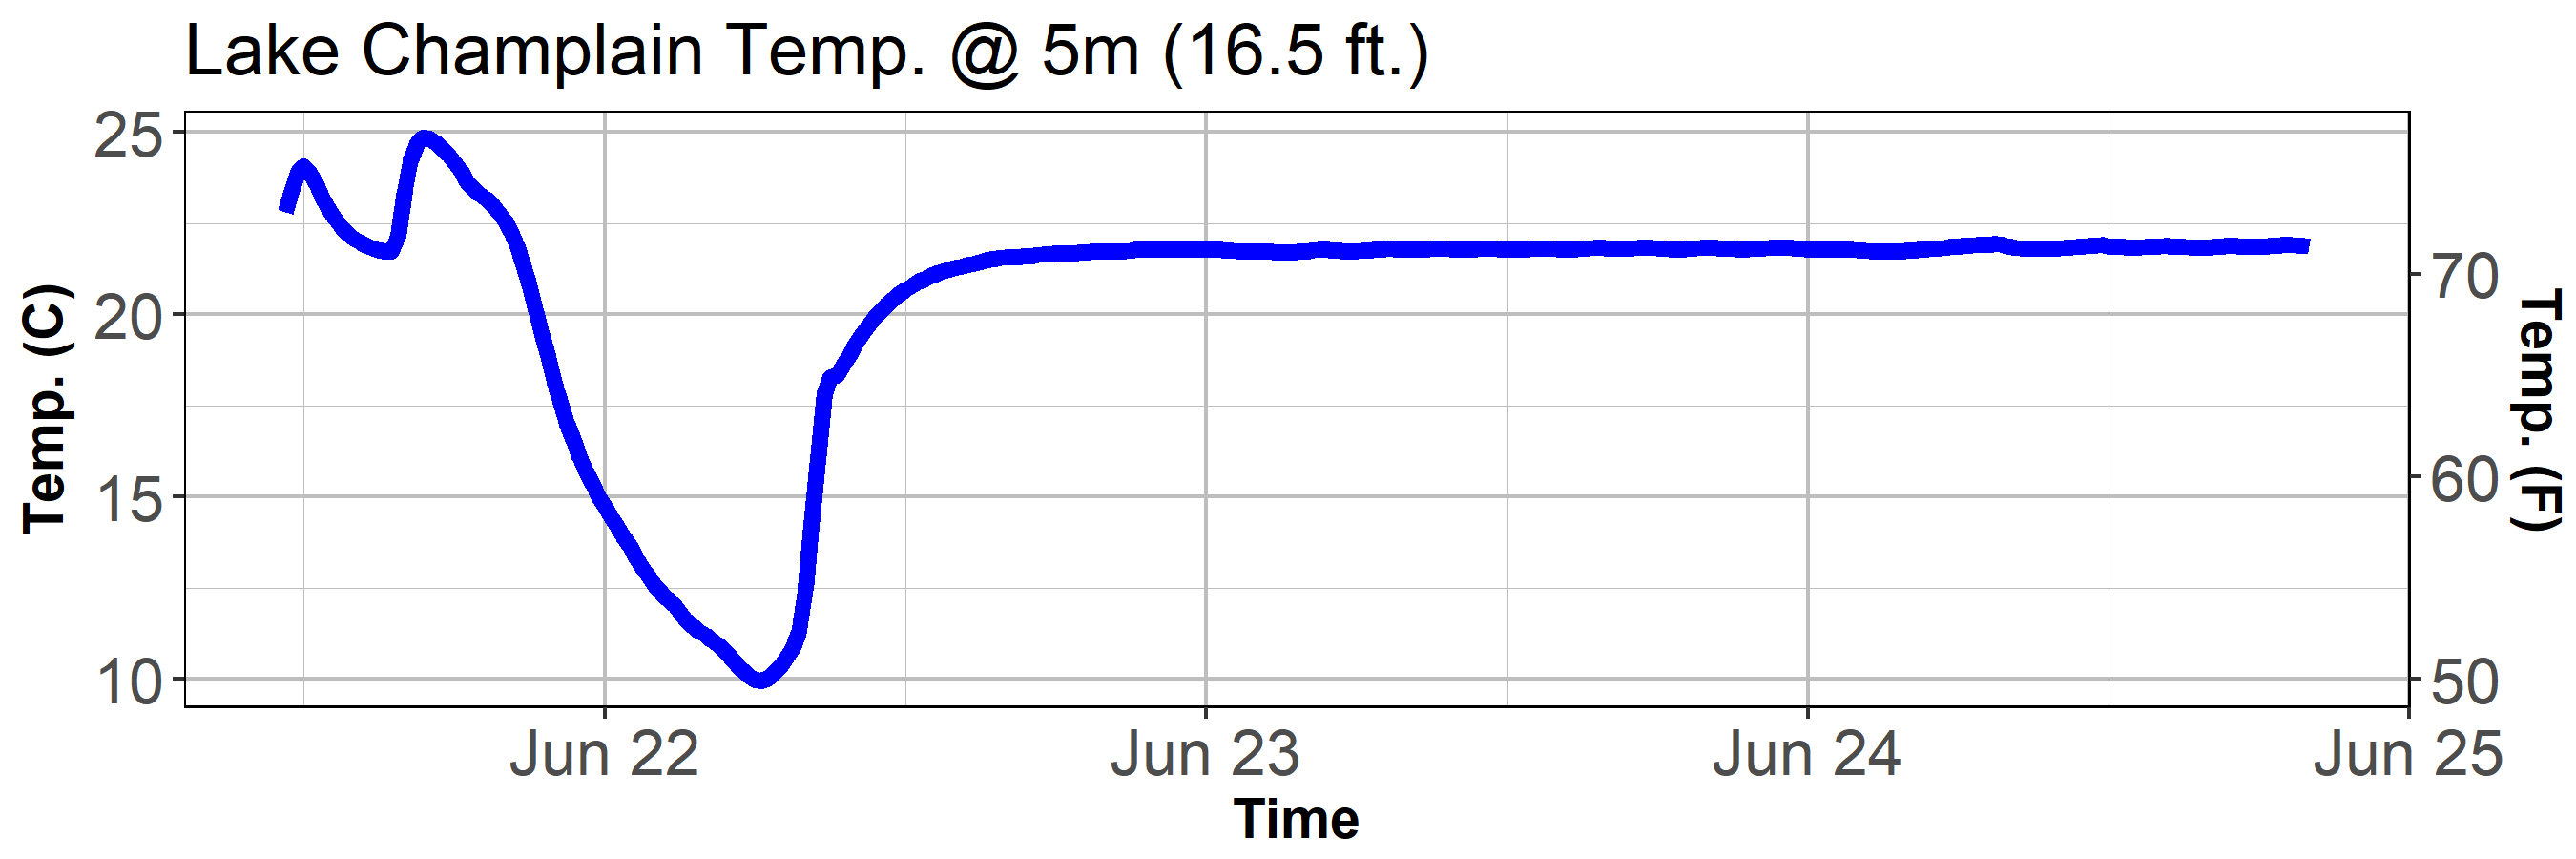 Lake Champlain Temp. @ 5m (16.5 ft.)
Temp. (C)
25
20
15
10
70
60
50
Temp. (F)
Jun 22 Jun 23 Jun 24 Jun 25
Time